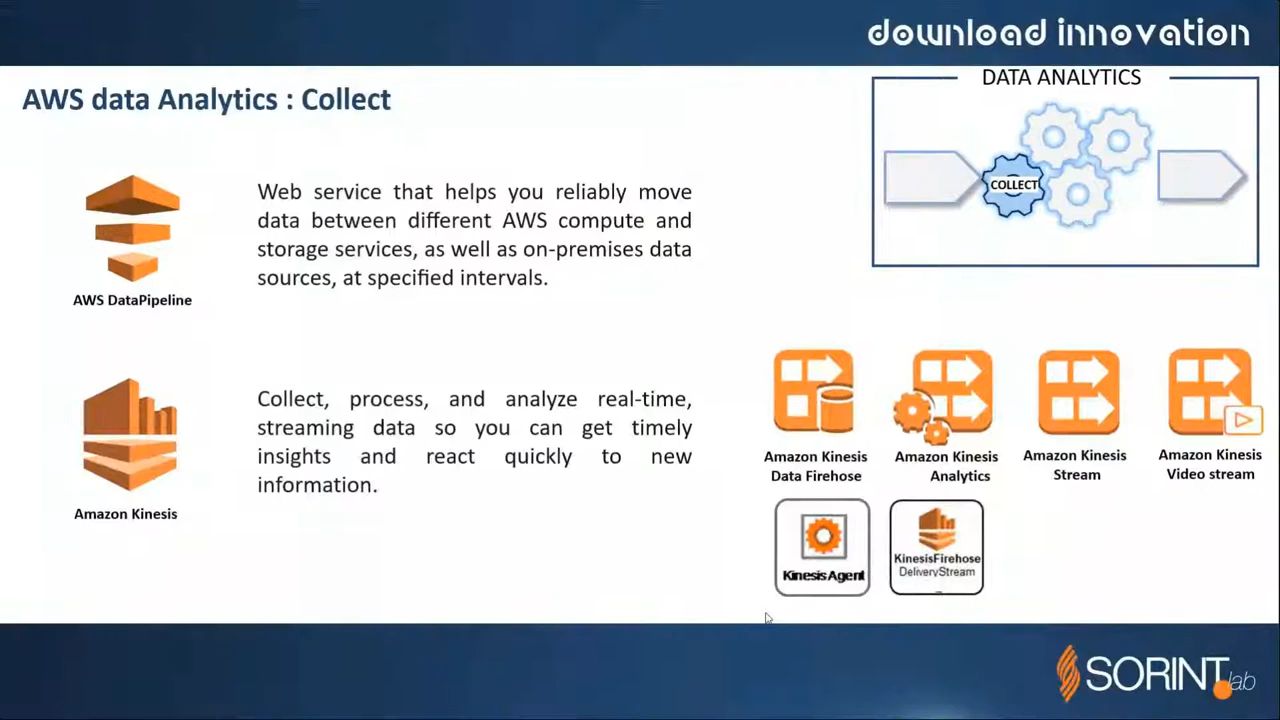 download innovation
AWS data Analytics : Collect
DATA ANALYTICS
COLLECT
Web service that helps you reliably move
data between different AWS compute and
storage services, as well as on-premises data
sources, at specified intervals.
AWS DataPipeline
Collect, process, and analyze real-time,
streaming data so you can get timely
insights and react quickly to new
information.
Amazon Kinesis
Amazon Kinesis
Data Firehose
Amazon Kinesis
Analytics
Amazon Kinesis
Stream
Amazon Kinesis
Video stream
KinesisAgent
KinesisFirehose
DeliveryStream
SORINT.lab